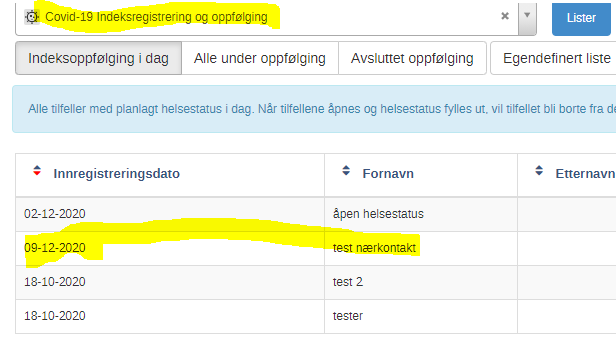 Covid-19 Indeksregistrering og oppfølging × Lister
Indeksoppfølging i dag Alle under oppfølging Avsluttet oppfølging Egendefinert liste
Alle tilfeller med planlagt helsestatus i dag. Når tilfellene åpnes og helsestatus fylles ut, vil tilfellet bli borte fra
Innregistreringsdato Fornavn Etternavn
02-12-2020 åpen helsestatus
09-12-2020 test nærkontakt
18-10-2020 test 2
18-10-2020 tester